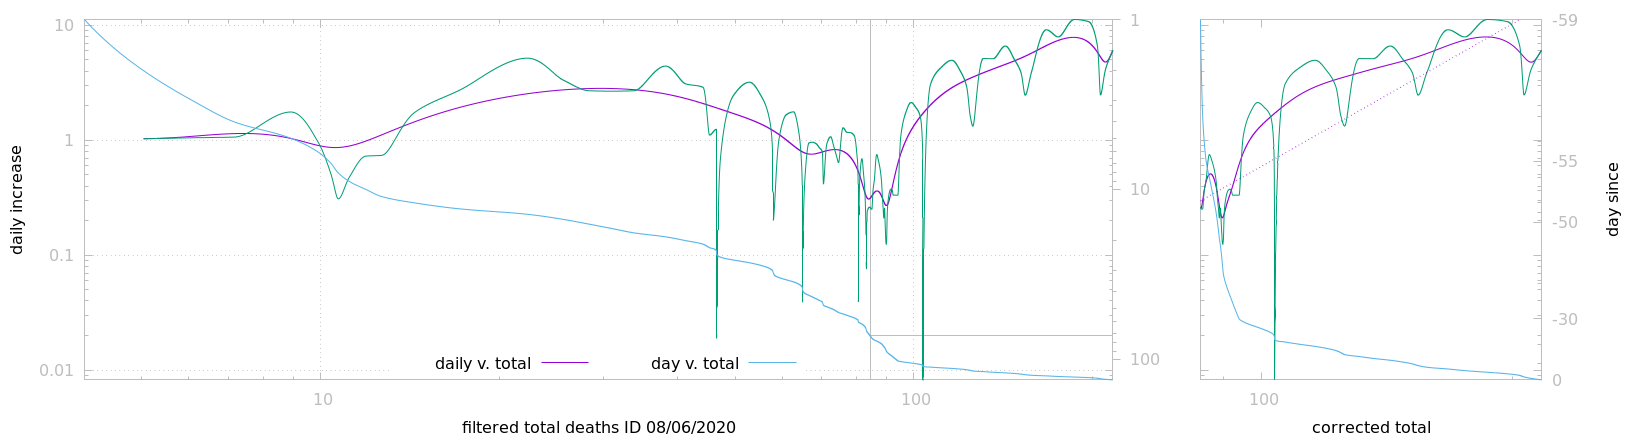 10
1
0.1
0.01
daily increase
10
100
filtered total deaths ID 08/06/2020
daily v. total
day v. total
1
10
100
100
corrected total
-59
-55
-50
-30
0
day since